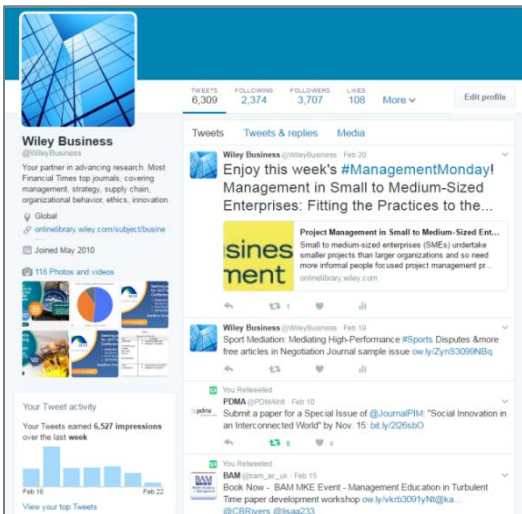 TWEETS FOLLOWING FOLLOWERS LIKES
6,309 2,374 3,707 108 More Edit profile
Wiley Business
@WileyBusiness
Your partner in advancing research. Most
Financial Times top journals, covering
management, strategy, supply chain,
organizational behavior, ethics, innovation
Global
onlinelibrary.wiley.com/subject/busine
...
Joined May 2010
118 Photos and videos
Your Tweet activity
Your Tweets earned 6,527 impressions
over the last week
Feb 16 Feb 22
View your top Tweets
Tweets Tweets & replies Media
Wiley Business @WileyBusiness · Feb 20
Enjoy this week's #ManagementMonday!
Management in Small to Medium-Sized
Enterprises: Fitting the Practices to the...
sines
ment
Project Management in Small to Medium-Sized Ent...
Small to medium-sized enterprises (SMEs) undertake
smaller projects than larger organizations and so need
more informal people focused project management pr...
onlinelibrary.wiley.com
1
Wiley Business @WileyBusiness · Feb 19
Sport Mediation: Mediating High-Performance #Sports Disputes &more
free articles in Negotiation Journal sample issue ow.ly/ZynS3099NBq
You Retweeted
pdma
PDMA @PDMAIntl · Feb 10
Submit a paper for a Special Issue of @JournalPIM: "Social Innovation in
an Interconnected World" by Nov. 15: bit.ly/2l26sbO
2 4
You Retweeted
BAM
BAM @bam_ac_uk · Feb 15
Book Now - BAM MKE Event - Management Education in Turbulent
Time paper development workshop ow.ly/vkrb3091yNt@ka...
@CBRivers @lisaa233